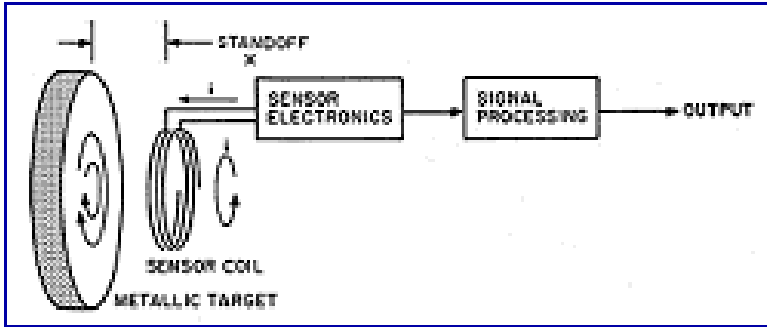 STANDOFF
X
i
SENSOR
ELECTRONICS
SIGNAL
PROCESSING
OUTPUT
i
SENSOR COIL
METALLIC TARGET